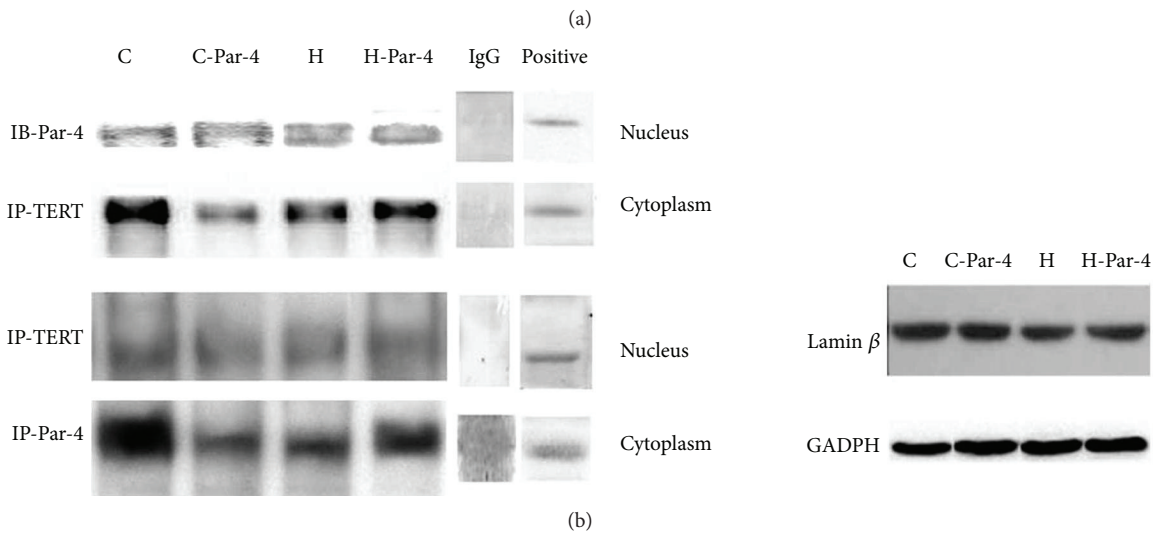 (a)
C C-Par-4 H H-Par-4 IgG Positive
IB-Par-4 Nucleus
IP-TERT Cytoplasm
IP-TERT Nucleus
IP-Par-4 Cytoplasm
C C-Par-4 H H-Par-4
Lamin β
GADPH
(b)